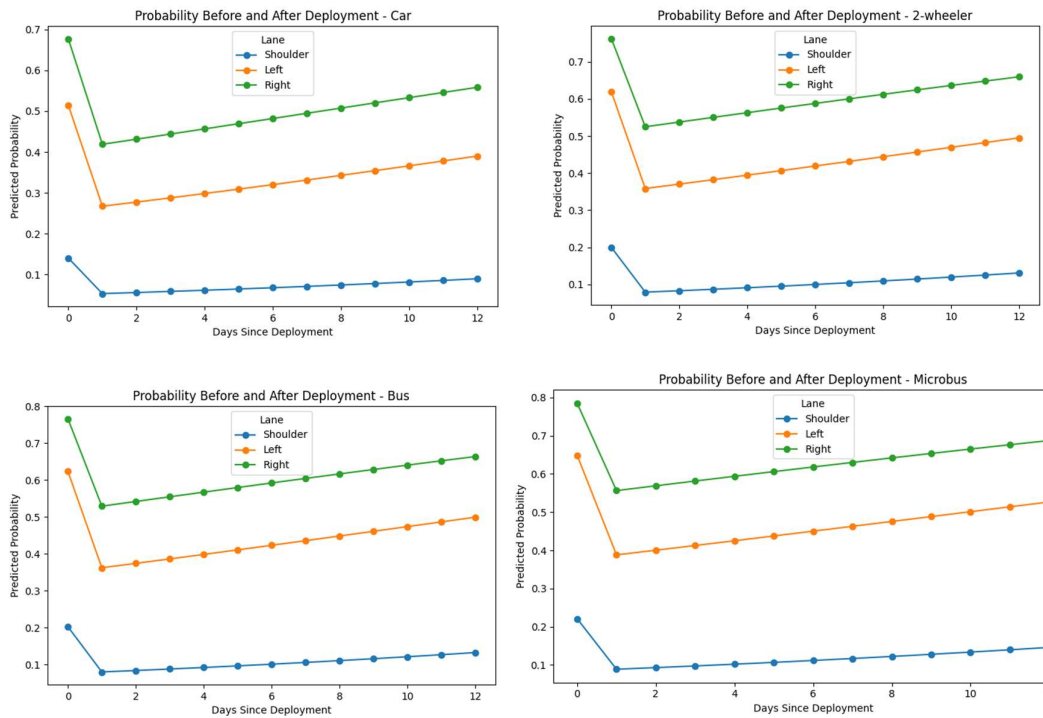 Probability Before and After Deployment - Car
Lane
Shoulder
Left
Right
Predicted Probability
0.7
0.6
0.5
0.4
0.3
0.2
0.1
0 2 4 6 8 10 12
Days Since Deployment
Probability Before and After Deployment - 2-wheeler
Lane
Shoulder
Left
Right
Predicted Probability
0.7
0.6
0.5
0.4
0.3
0.2
0.1
0 2 4 6 8 10 12
Days Since Deployment
Probability Before and After Deployment - Bus
Lane
Shoulder
Left
Right
Predicted Probability
0.8
0.7
0.6
0.5
0.4
0.3
0.2
0.1
0 2 4 6 8 10 12
Days Since Deployment
Probability Before and After Deployment - Microbus
Lane
Shoulder
Left
Right
Predicted Probability
0.8
0.7
0.6
0.5
0.4
0.3
0.2
0.1
0 2 4 6 8 10
Days Since Deployment